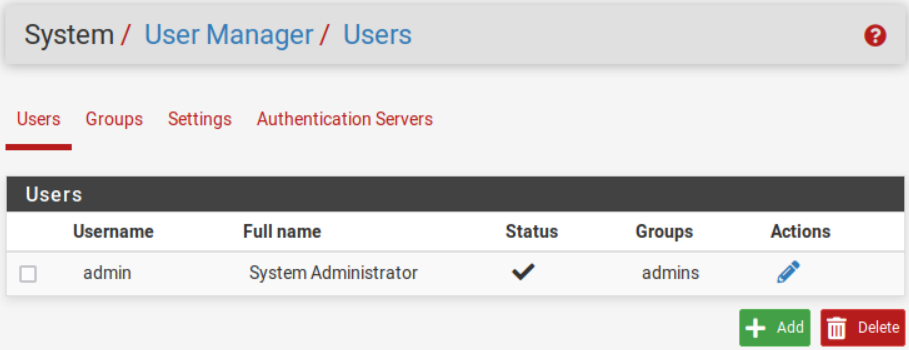 System / User Manager / Users
Users Groups Settings Authentication Servers
Users
Username Full name Status Groups Actions
admin System Administrator admins
Add Delete